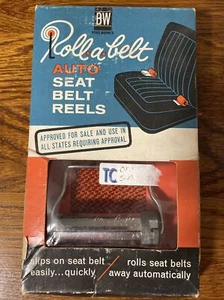 BW
Roll a belt
AUTO
SEAT
BELT
REELS
APPROVED FOR SALE AND USE IN
ALL STATES REQUIRING APPROVAL
TC
clips on seat belt
easily...quickly
rolls seat belts
away automatically